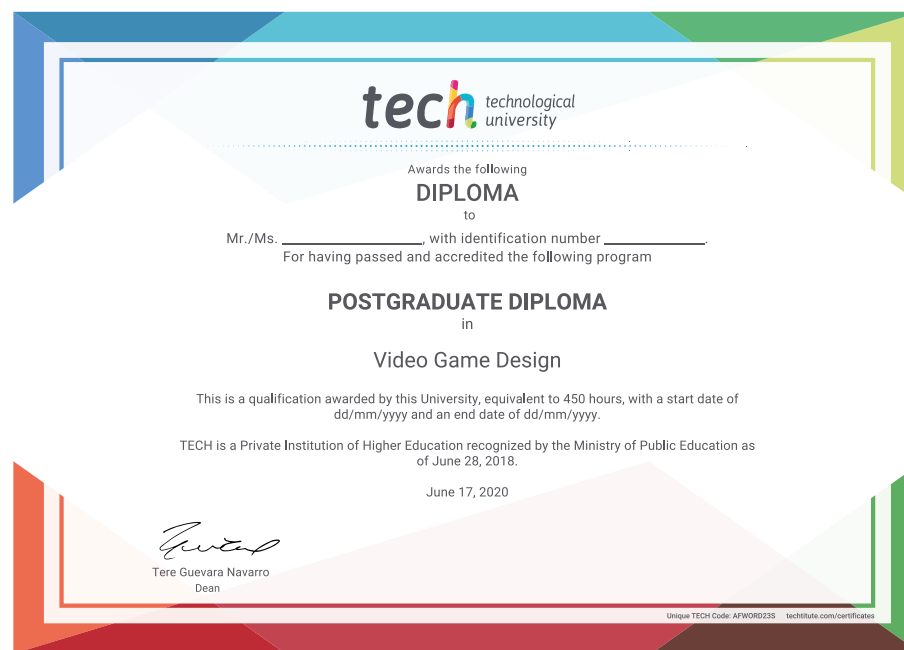 tech technological
university
Awards the following
DIPLOMA
to
Mr./Ms. ____________________, with identification number ______________.
For having passed and accredited the following program
POSTGRADUATE DIPLOMA
in
Video Game Design
This is a qualification awarded by this University, equivalent to 450 hours, with a start date of
dd/mm/yyyy and an end date of dd/mm/yyyy.
TECH is a Private Institution of Higher Education recognized by the Ministry of Public Education as
of June 28, 2018.
June 17, 2020
Tere Guevara Navarro
Dean
Unique TECH Code: AFWORD23S techtitute.com/certificates